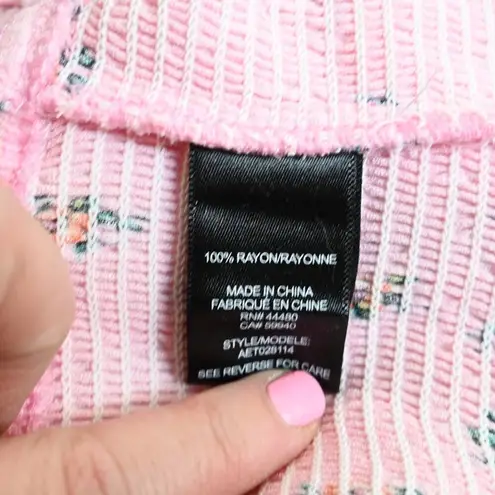 100% RAYON/RAYONNE
MADE IN CHINA
FABRIQUÉ EN CHINE
RN# 44480
CA# 59940
STYLE/MODELE:
AET028114
SEE REVERSE FOR CARE